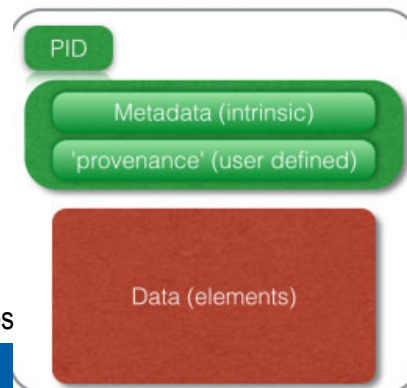 PID
Metadata (intrinsic)
'provenance' (user defined)
Data (elements)